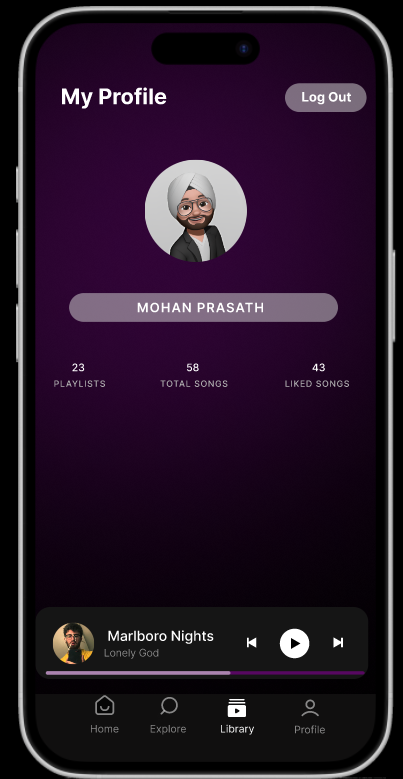 My Profile
Log Out
MOHAN PRASATH
23
PLAYLISTS
58
TOTAL SONGS
43
LIKED SONGS
Marlboro Nights
Lonely God
Home
Explore
Library
Profile